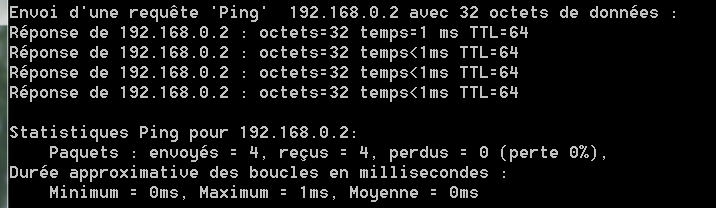 Envoi d'une requête 'Ping'  192.168.0.2 avec 32 octets de données :
Réponse de 192.168.0.2 : octets=32 temps=1 ms TTL=64
Réponse de 192.168.0.2 : octets=32 temps<1ms TTL=64
Réponse de 192.168.0.2 : octets=32 temps<1ms TTL=64
Réponse de 192.168.0.2 : octets=32 temps<1ms TTL=64
Statistiques Ping pour 192.168.0.2:
    Paquets : envoyés = 4, reçus = 4, perdus = 0 (perte 0%),
Durée approximative des boucles en millisecondes :
    Minimum = 0ms, Maximum = 1ms, Moyenne = 0ms